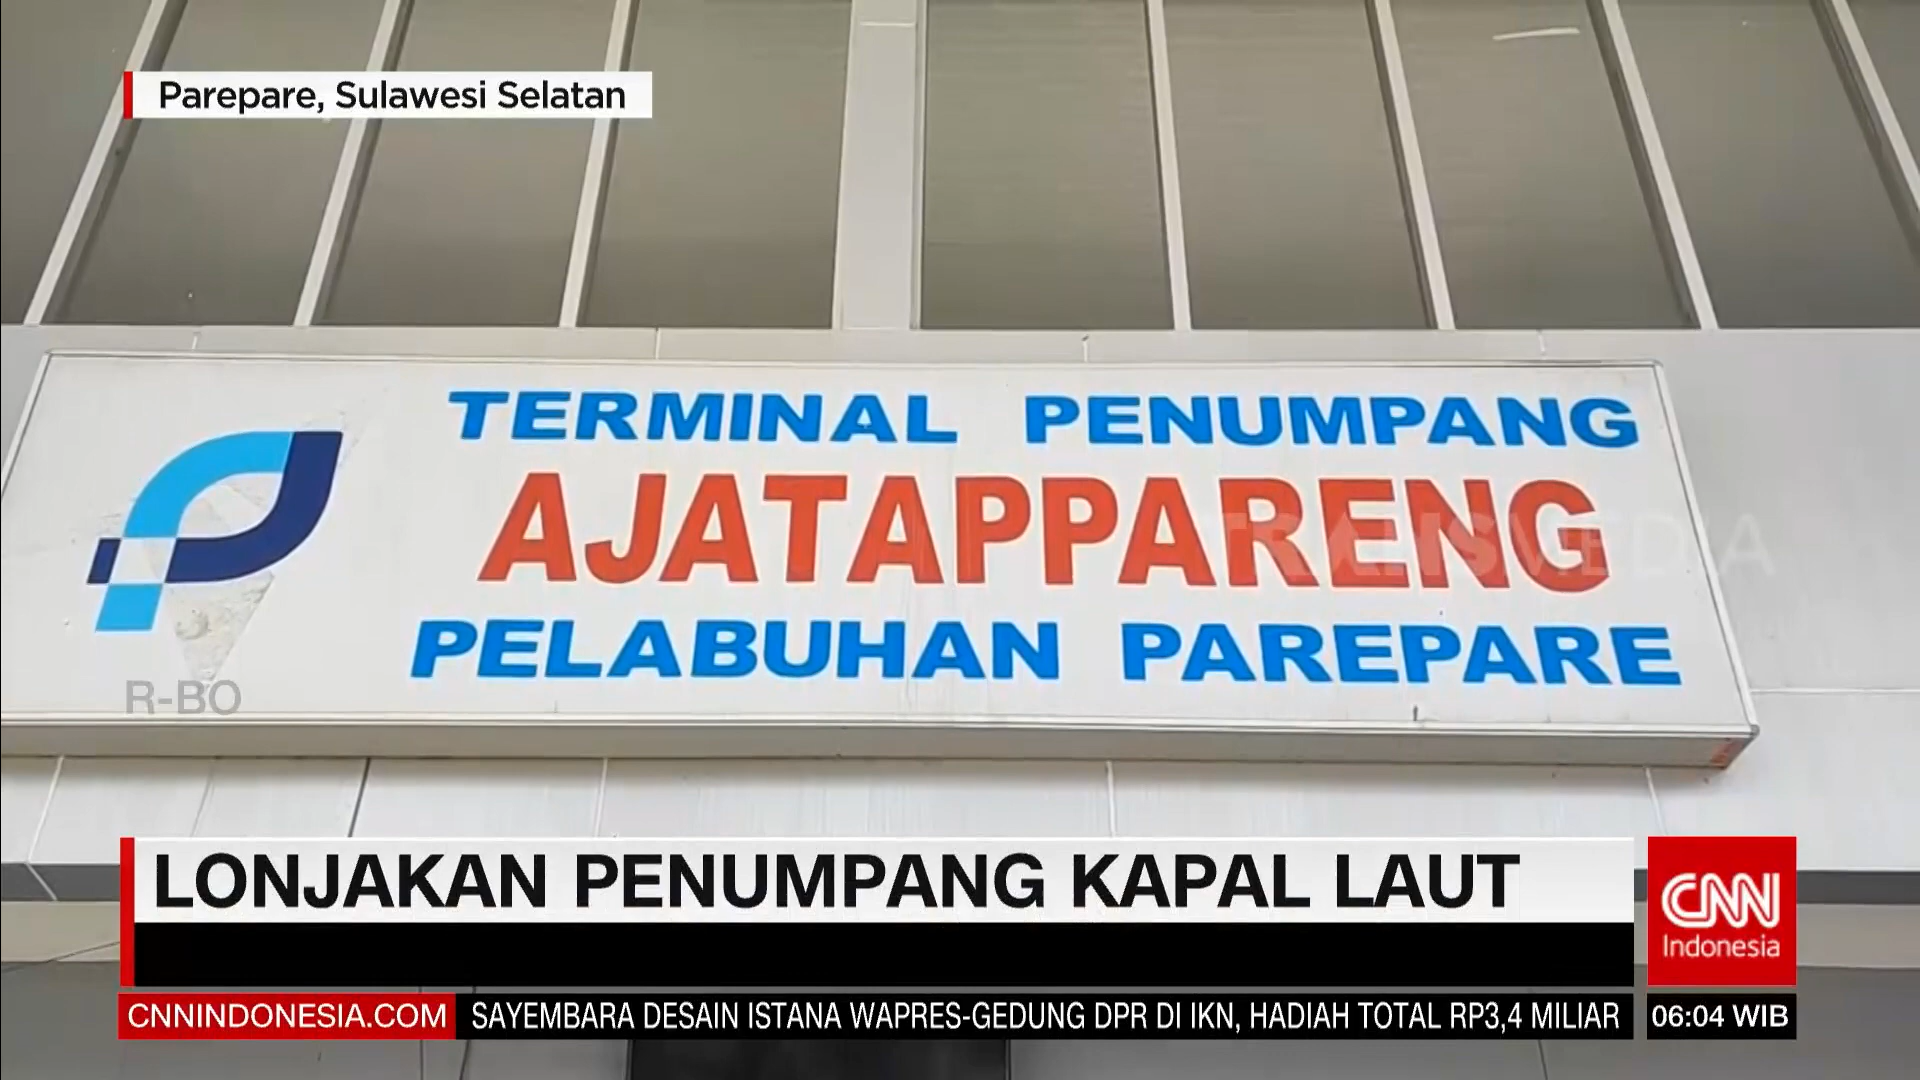 Parepare, Sulawesi Selatan
TERMINAL PENUMPANG
AJATAPPARENG
TRANSMEDIA
PELABUHAN PAREPARE
R-BO
LONJAKAN PENUMPANG KAPAL LAUT
CNN
Indonesia
CNNINDONESIA.COM SAYEMBARA DESAIN ISTANA WAPRES-GEDUNG DPR DI IKN, HADIAH TOTAL RP3,4 MILIAR 06:04 WIB